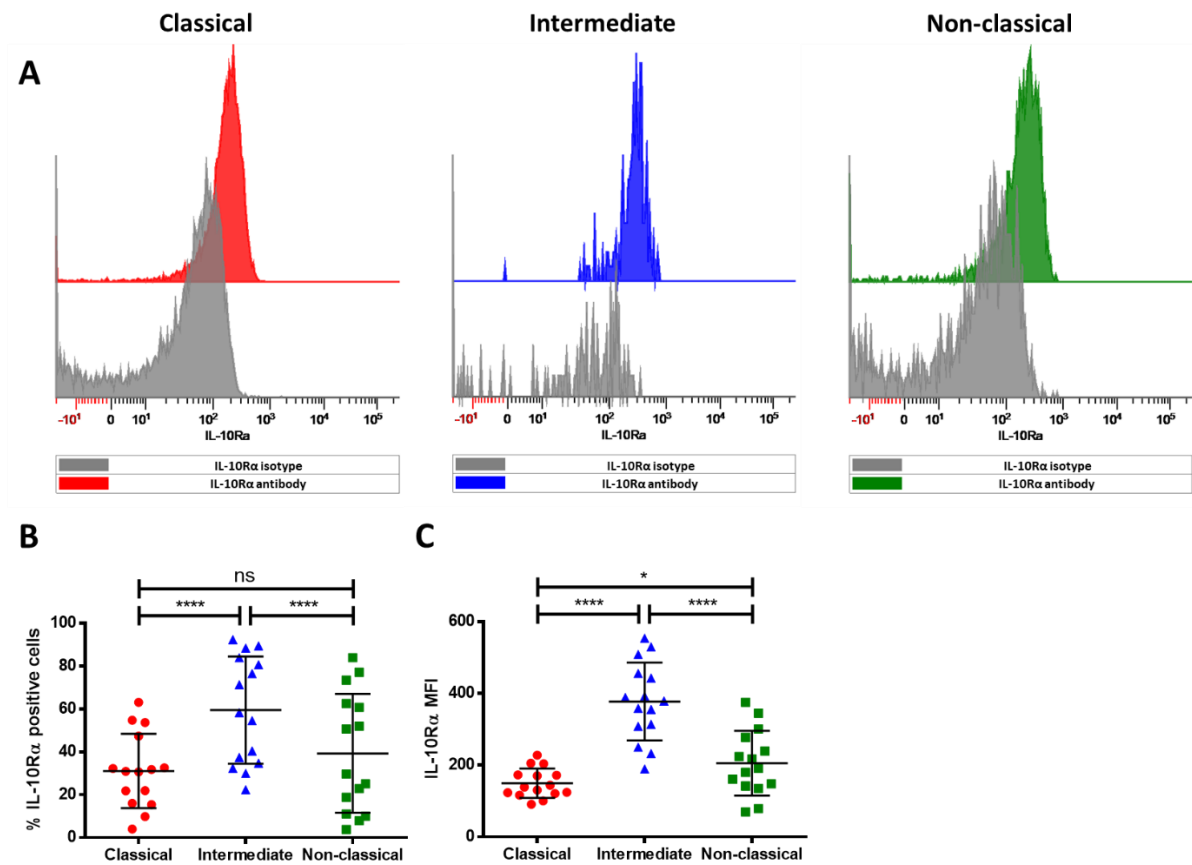 Classical Intermediate Non-classical
A
-10¹ 0 10¹ 10² 10³ 10⁴ 10⁵
IL-10Ra
IL-10Rα isotype
IL-10Rα antibody
-10¹ 0 10¹ 10² 10³ 10⁴ 10⁵
IL-10Ra
IL-10Rα isotype
IL-10Rα antibody
-10¹ 0 10¹ 10² 10³ 10⁴ 10⁵
IL-10Ra
IL-10Rα isotype
IL-10Rα antibody
B
ns
**** ****
% IL-10Rα positive cells
100
80
60
40
20
0
Classical Intermediate Non-classical
C
*
**** ****
IL-10Rα MFI
600
400
200
0
Classical Intermediate Non-classical